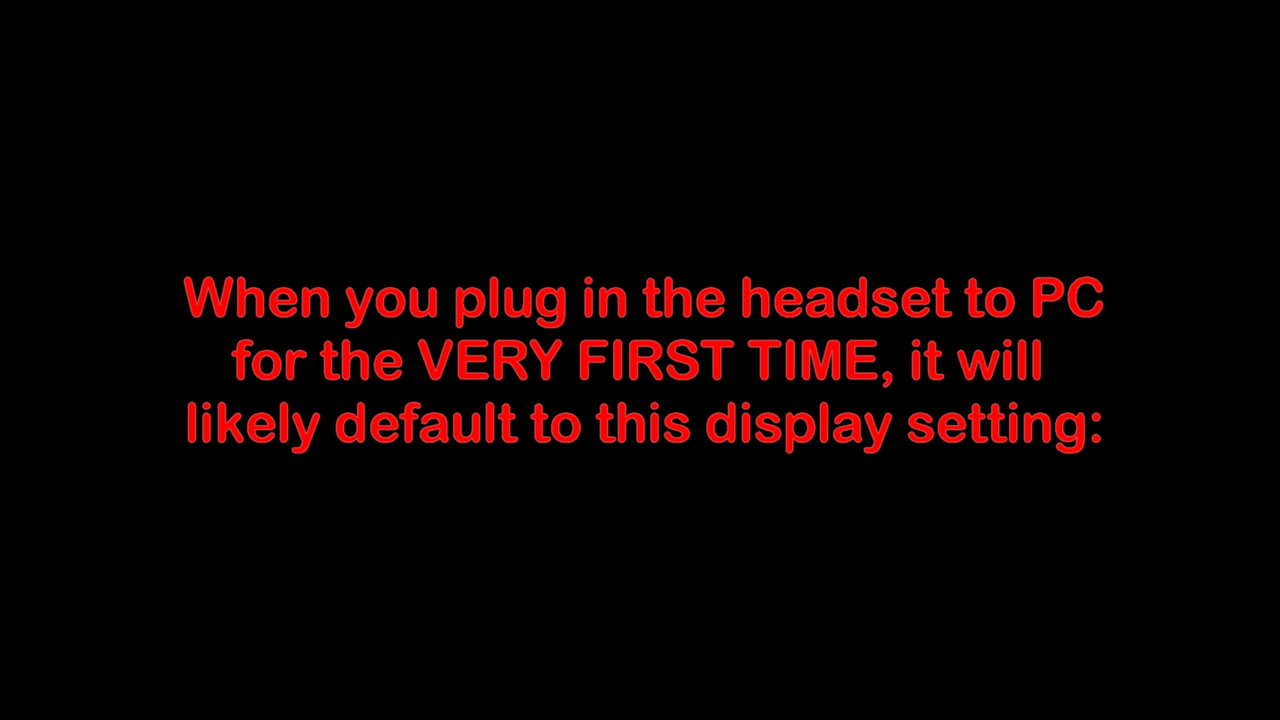 When you plug in the headset to PC
for the VERY FIRST TIME, it will
likely default to this display setting: